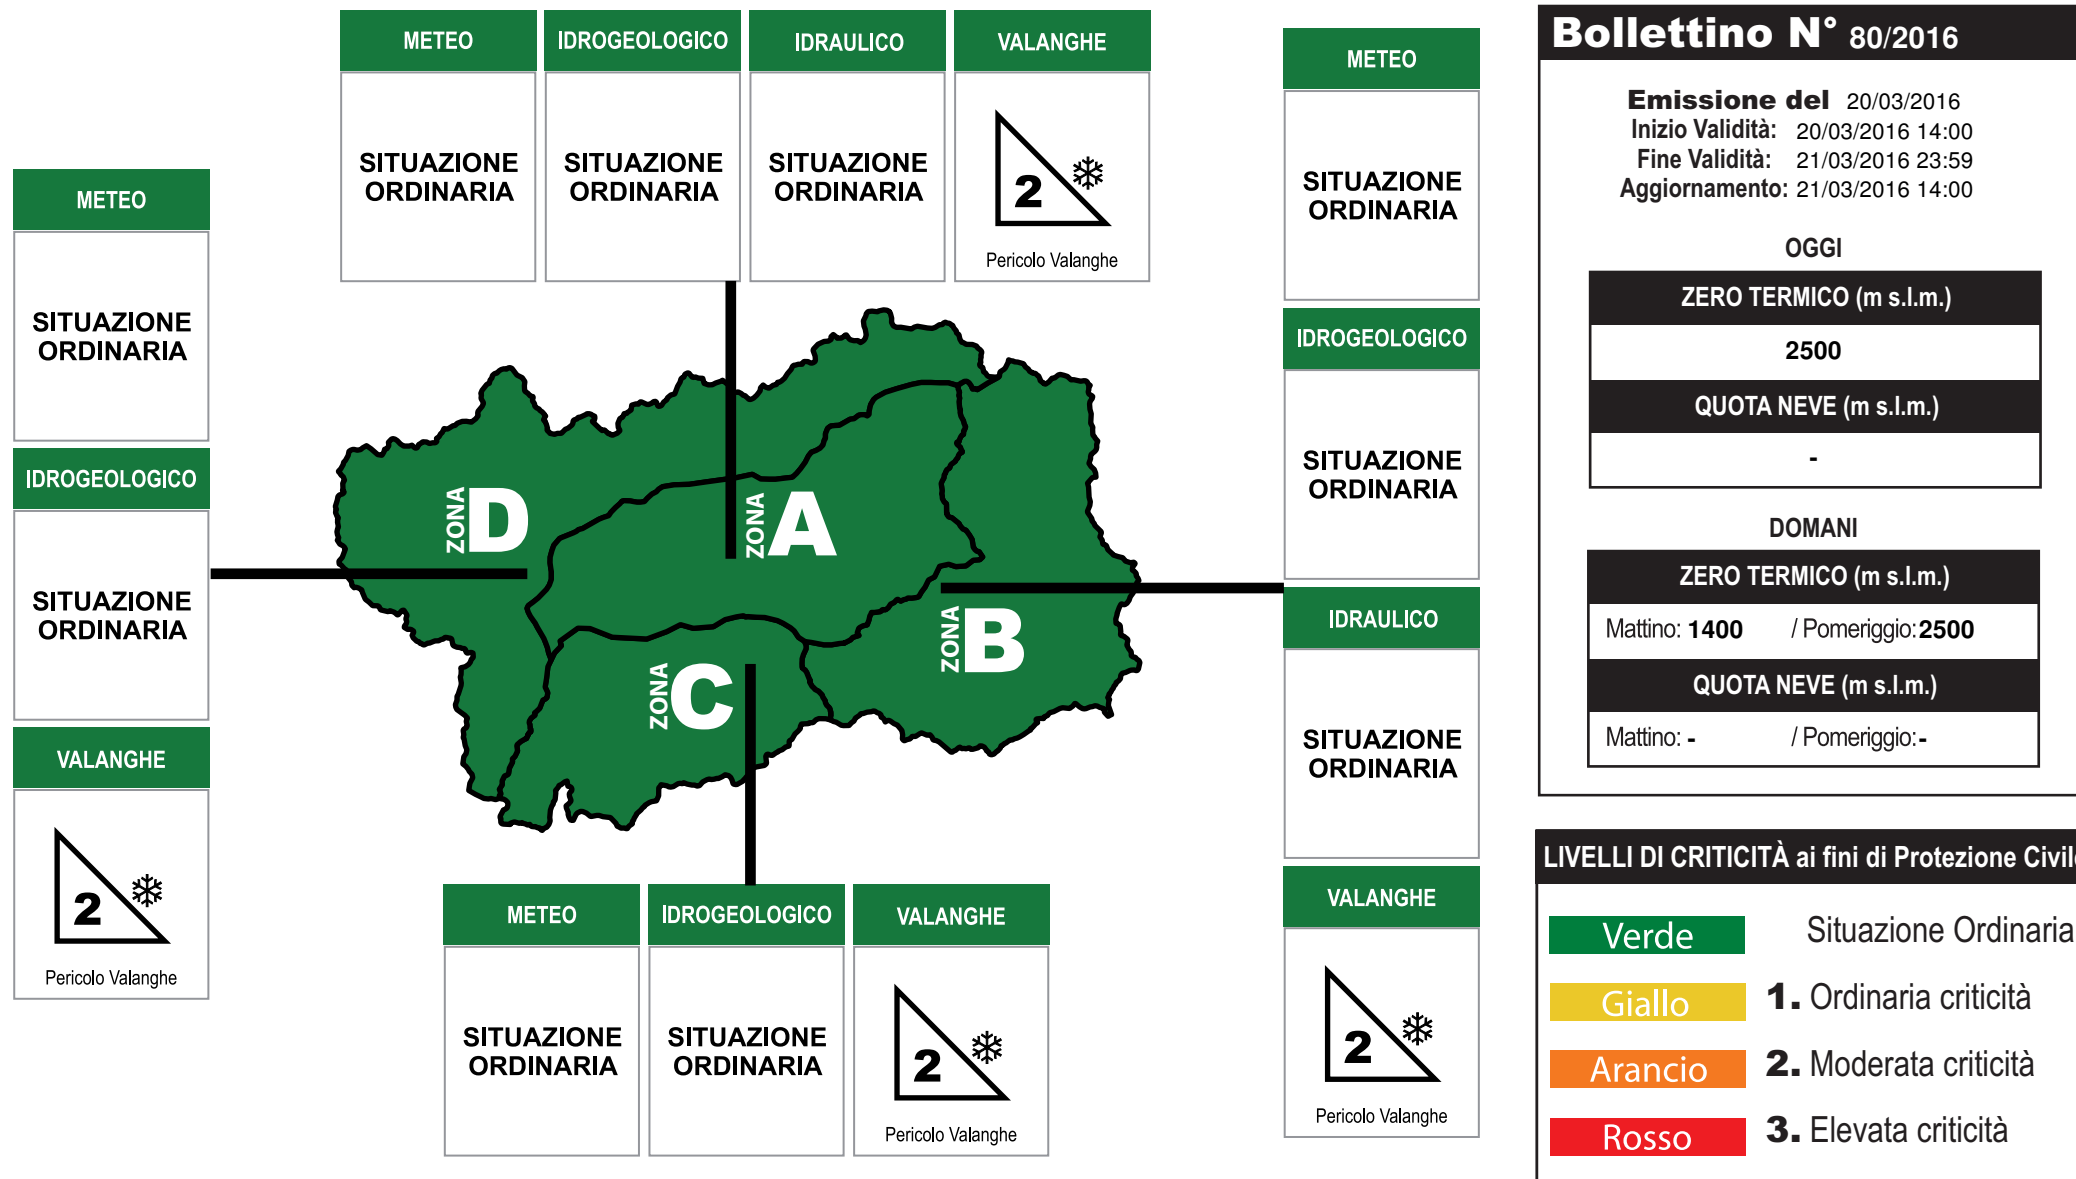 METEO
IDROGEOLOGICO
IDRAULICO
VALANGHE
SITUAZIONE
ORDINARIA
SITUAZIONE
ORDINARIA
SITUAZIONE
ORDINARIA
2
Pericolo Valanghe
METEO
SITUAZIONE
ORDINARIA
IDROGEOLOGICO
SITUAZIONE
ORDINARIA
VALANGHE
2
Pericolo Valanghe
ZONA D
ZONA A
ZONA B
ZONA C
METEO
IDROGEOLOGICO
VALANGHE
SITUAZIONE
ORDINARIA
SITUAZIONE
ORDINARIA
2
Pericolo Valanghe
METEO
SITUAZIONE
ORDINARIA
IDROGEOLOGICO
SITUAZIONE
ORDINARIA
IDRAULICO
SITUAZIONE
ORDINARIA
VALANGHE
2
Pericolo Valanghe
Bollettino N° 80/2016
Emissione del 20/03/2016
Inizio Validità: 20/03/2016 14:00
Fine Validità: 21/03/2016 23:59
Aggiornamento: 21/03/2016 14:00
OGGI
ZERO TERMICO (m s.l.m.)
2500
QUOTA NEVE (m s.l.m.)
-
DOMANI
ZERO TERMICO (m s.l.m.)
Mattino: 1400 / Pomeriggio: 2500
QUOTA NEVE (m s.l.m.)
Mattino: - / Pomeriggio: -
LIVELLI DI CRITICITÀ ai fini di Protezione Civile
Verde Situazione Ordinaria
Giallo 1. Ordinaria criticità
Arancio 2. Moderata criticità
Rosso 3. Elevata criticità